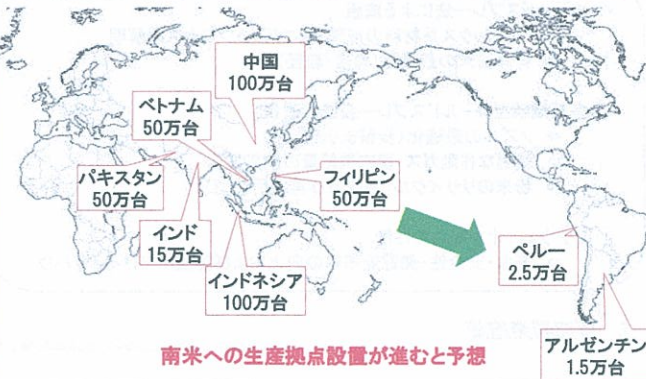 中国
100万台
ベトナム
50万台
パキスタン
50万台
フィリピン
50万台
インド
15万台
インドネシア
100万台
ペルー
2.5万台
アルゼンチン
1.5万台
南米への生産拠点設置が進むと予想